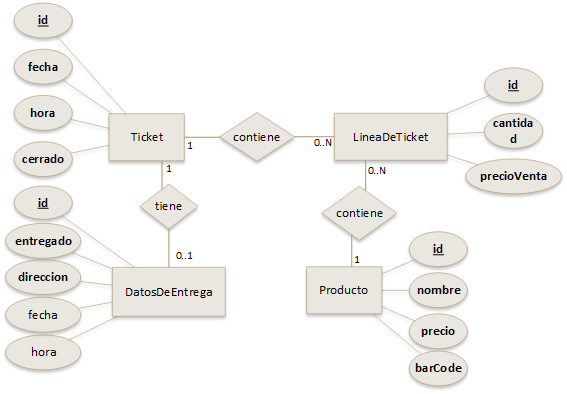 id
fecha
hora
cerrado
Ticket
1
contiene
0..N
LineaDeTicket
id
cantida
d
precioVenta
1
tiene
0..1
0..N
contiene
1
id
entregado
direccion
fecha
hora
DatosDeEntrega
Producto
id
nombre
precio
barCode